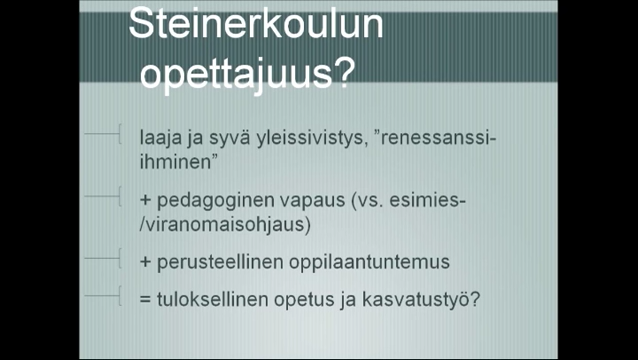 Steinerkoulun
opettajuus?
laaja ja syvä yleissivistys, ”renessanssi-
ihminen”
+ pedagoginen vapaus (vs. esimies-
/viranomaisohjaus)
+ perusteellinen oppilaantuntemus
= tuloksellinen opetus ja kasvatustyö?